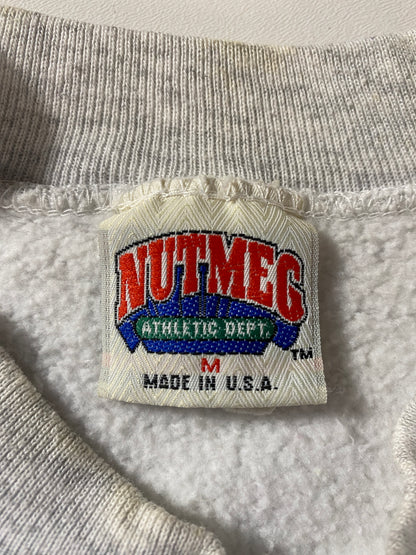 NUTMEG
ATHLETIC DEPT.
TM
M
MADE IN U.S.A.